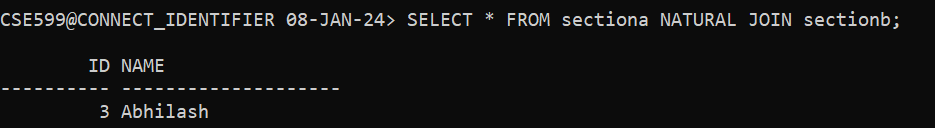 CSE599@CONNECT_IDENTIFIER 08-JAN-24> SELECT * FROM sectiona NATURAL JOIN sectionb;
        ID NAME
---------- --------------------
         3 Abhilash